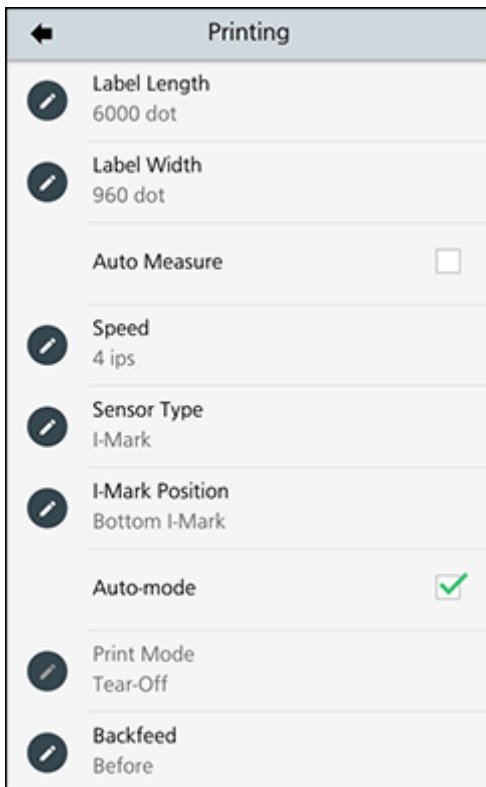 Printing
Label Length
6000 dot
Label Width
960 dot
Auto Measure
Speed
4 ips
Sensor Type
I-Mark
I-Mark Position
Bottom I-Mark
Auto-mode
Print Mode
Tear-Off
Backfeed
Before